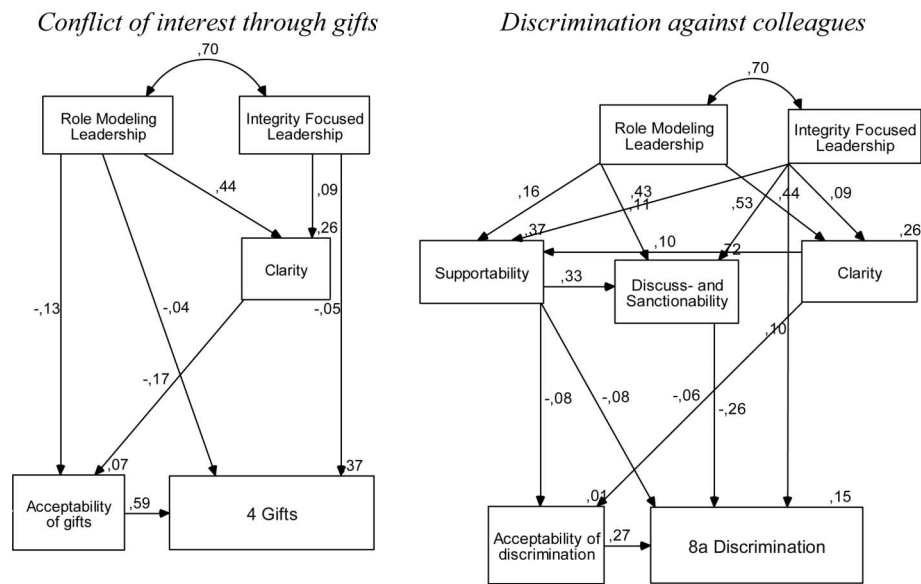 Conflict of interest through gifts
Discrimination against colleagues
,70
Role Modeling
Leadership
Integrity Focused
Leadership
,44
,09
,26
Clarity
-,13
-,04
-,05
-,17
,07
,37
Acceptability
of gifts
,59
4 Gifts
,70
Role Modeling
Leadership
Integrity Focused
Leadership
,16
,43
,11
,53
,44
,09
,37
,26
Supportability
,10
,72
Clarity
,33
Discuss- and
Sanctionability
,10
-,08
-,08
-,06
-,26
,01
,15
Acceptability of
discrimination
,27
8a Discrimination